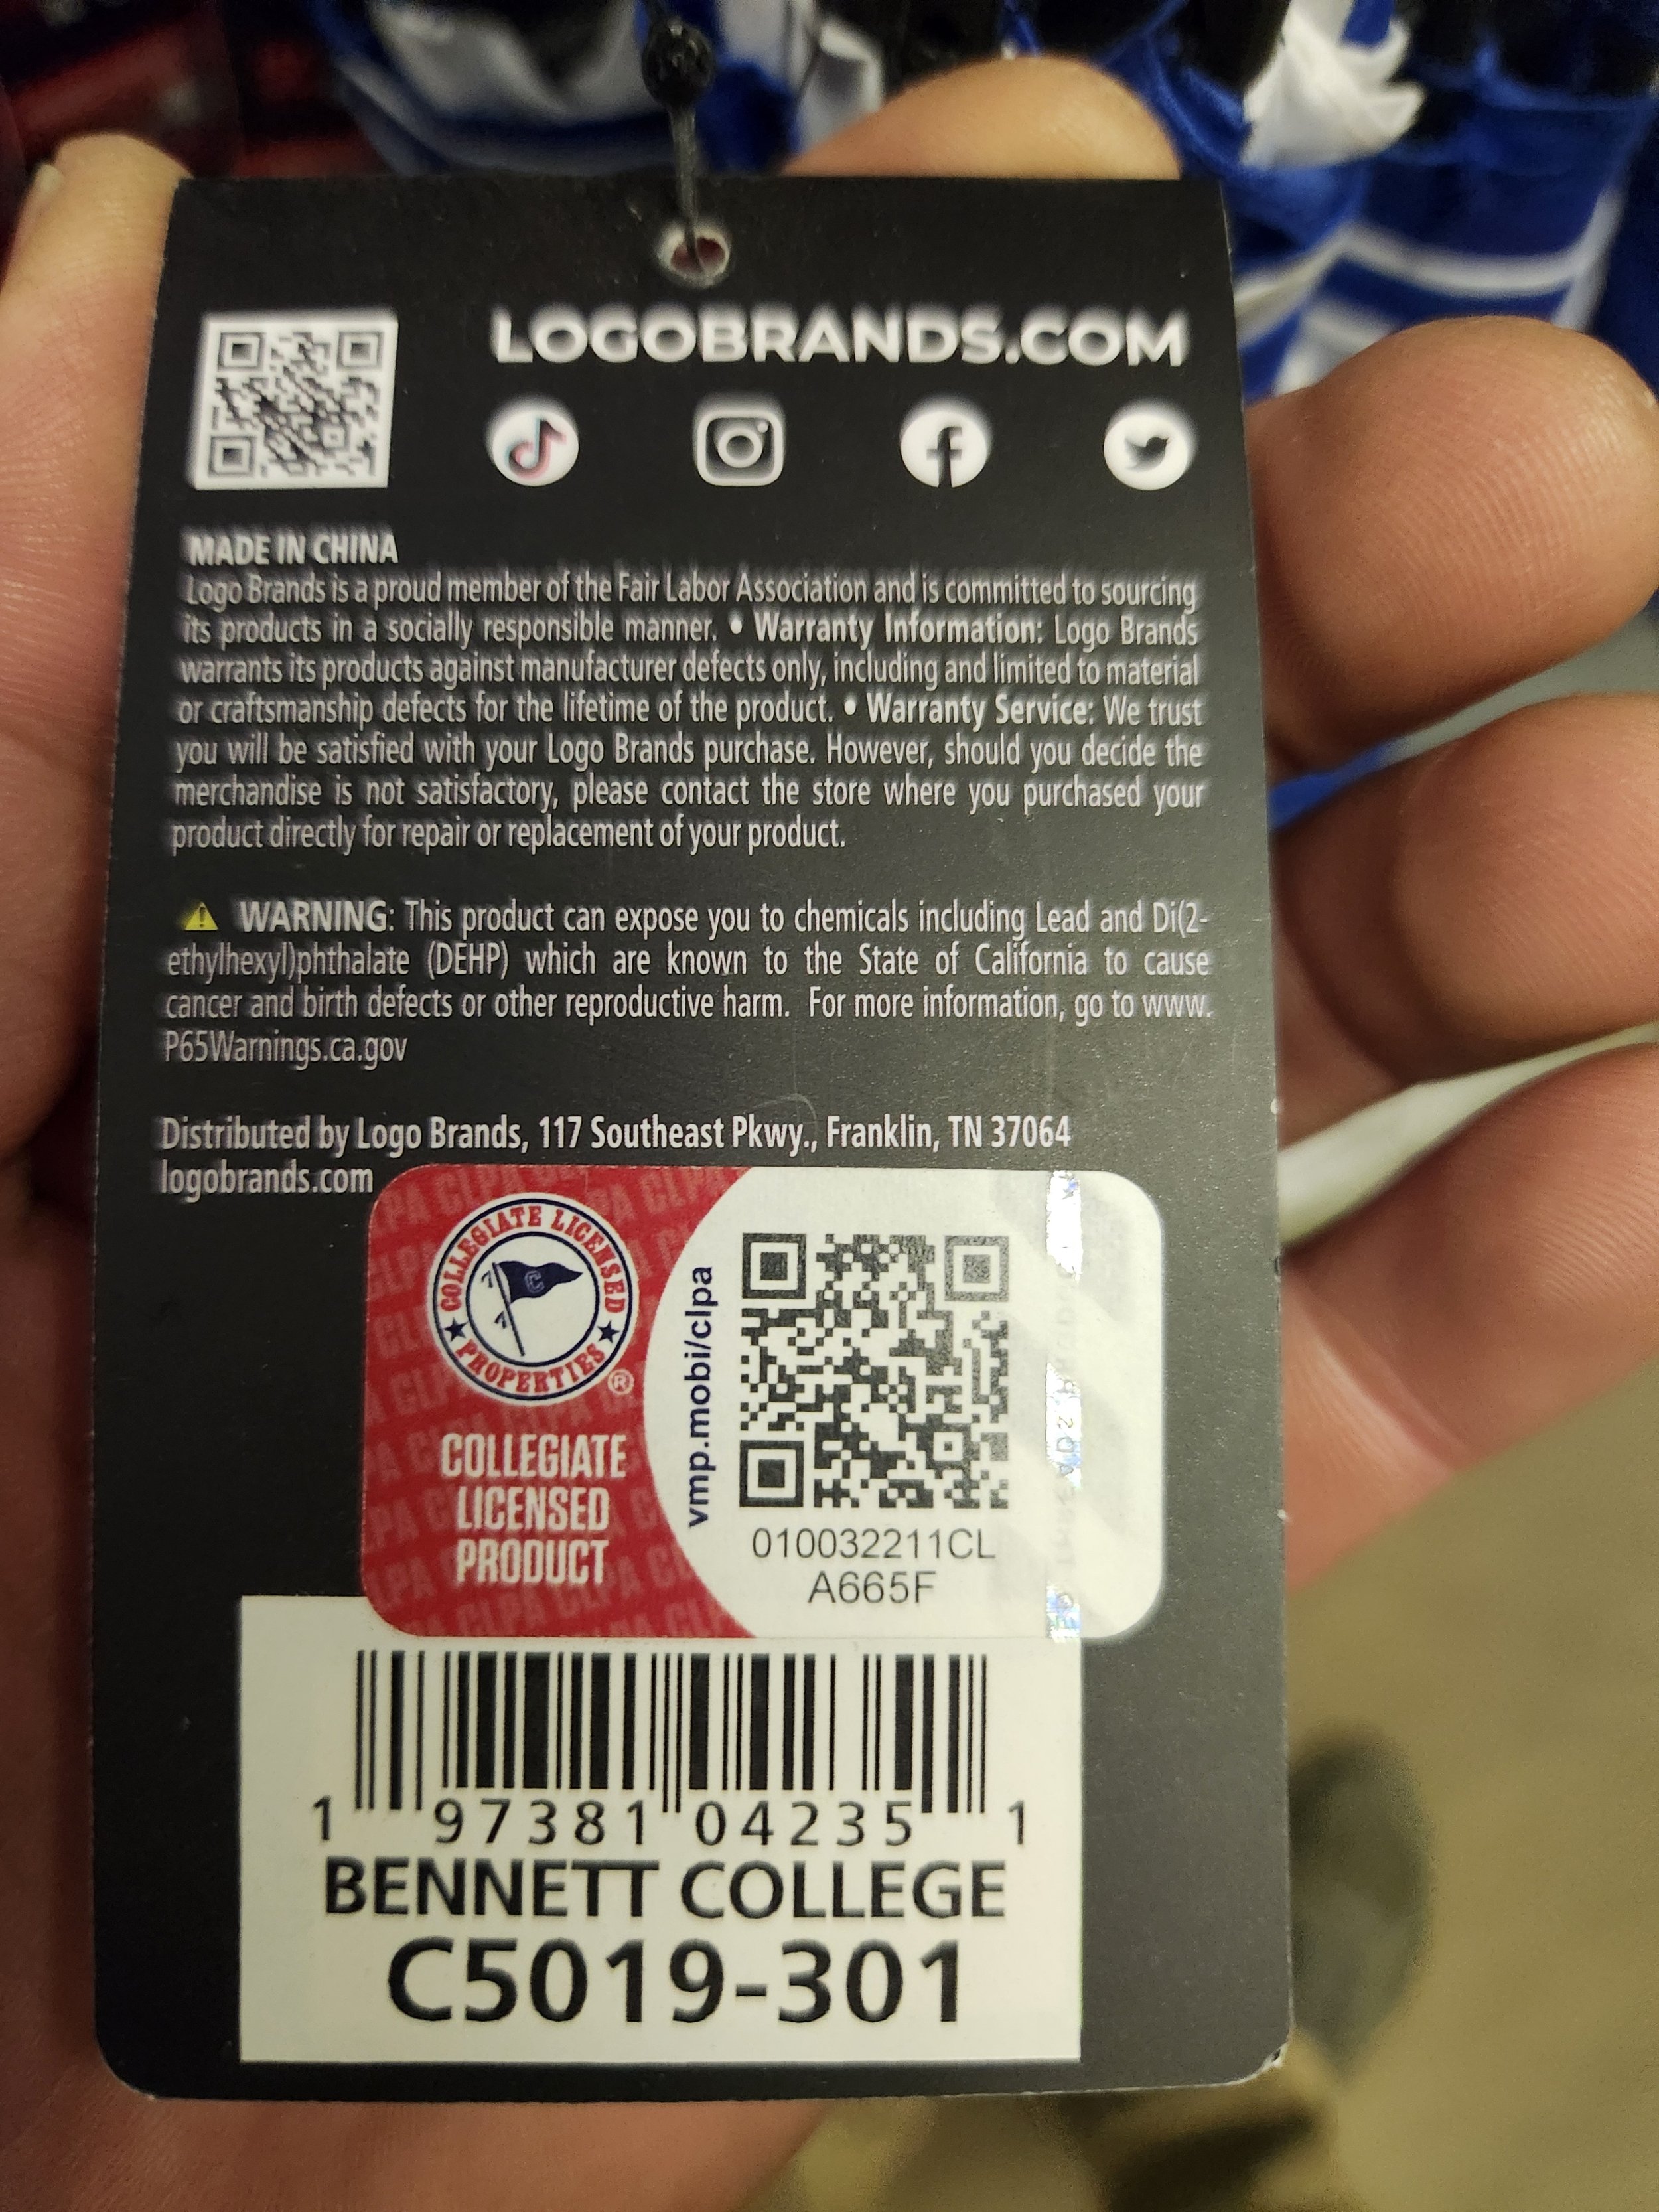 LOGOBRANDS.COM
MADE IN CHINA
Logo Brands is a proud member of the Fair Labor Association and is committed to sourcing
its products in a socially responsible manner. • Warranty Information: Logo Brands
warrants its products against manufacturer defects only, including and limited to material
or craftsmanship defects for the lifetime of the product. • Warranty Service: We trust
you will be satisfied with your Logo Brands purchase. However, should you decide the
merchandise is not satisfactory, please contact the store where you purchased your
product directly for repair or replacement of your product.
WARNING: This product can expose you to chemicals including Lead and Di(2-
ethylhexyl)phthalate (DEHP) which are known to the State of California to cause
cancer and birth defects or other reproductive harm. For more information, go to www.
P65Warnings.ca.gov
Distributed by Logo Brands, 117 Southeast Pkwy., Franklin, TN 37064
logobrands.com
COLLEGIATE LICENSED
C
PROPERTIES
®
COLLEGIATE
LICENSED
PRODUCT
vmp.mobi/clpa
010032211CL
A665F
1 97381 04235 1
BENNETT COLLEGE
C5019-301